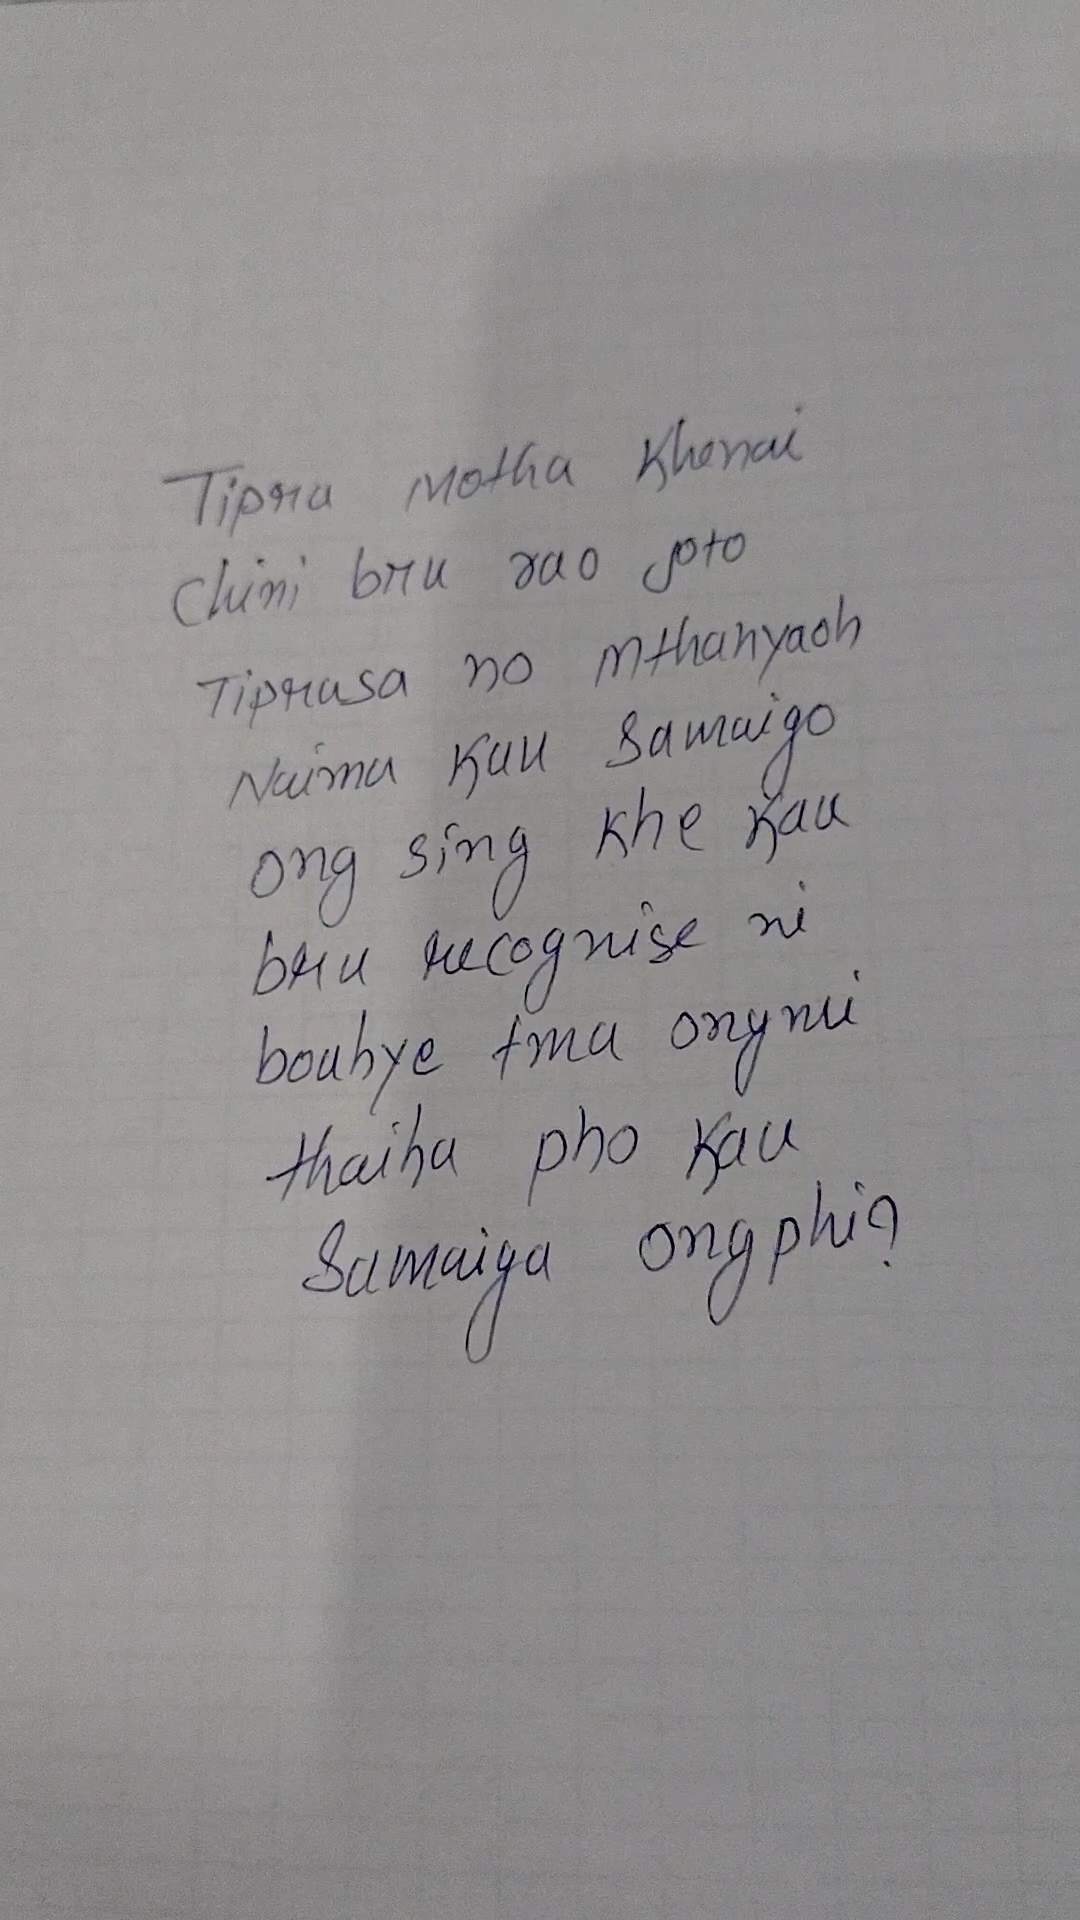 Tipra Motha Khenai
Chini bru rao joto
Tiprasa no mthanyaoh
Naima kau samaigo
ong sing khe kau
bru recognise ni
bouhye tma ongnai
thaiha pho kau
Samaiga ongphi?